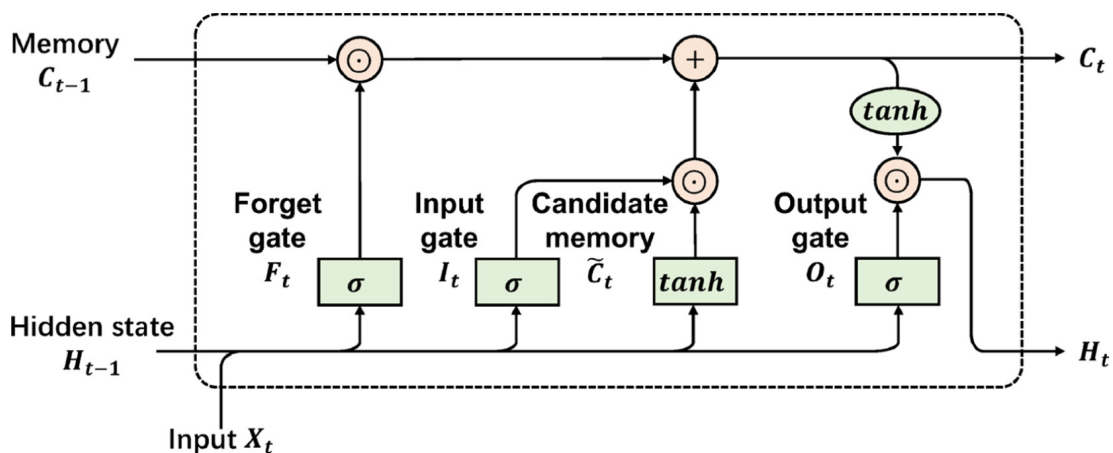 Memory
C_{t-1}
⊙
+
C_t
tanh
⊙
⊙
Forget
gate
F_t
Input
gate
I_t
Candidate
memory
C̃_t
Output
gate
O_t
σ
σ
tanh
σ
Hidden state
H_{t-1}
H_t
Input X_t